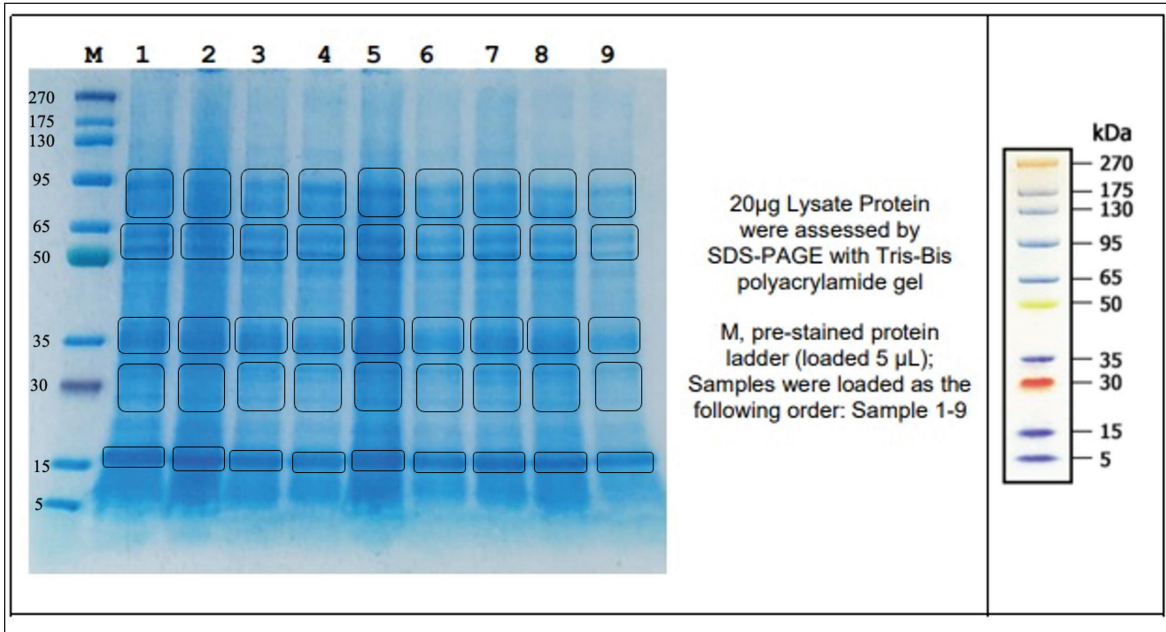 M 1 2 3 4 5 6 7 8 9
270
175
130
95
65
50
35
30
15
5
20µg Lysate Protein
were assessed by
SDS-PAGE with Tris-Bis
polyacrylamide gel
M, pre-stained protein
ladder (loaded 5 µL);
Samples were loaded as the
following order: Sample 1-9
kDa
270
175
130
95
65
50
35
30
15
5